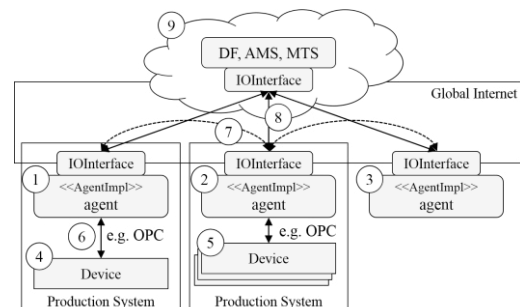 9
DF, AMS, MTS
IOInterface
Global Internet
7
8
IOInterface
IOInterface
IOInterface
1
<<AgentImpl>>
agent
2
<<AgentImpl>>
agent
3
<<AgentImpl>>
agent
6
e.g. OPC
e.g. OPC
4
Device
5
Device
Production System
Production System